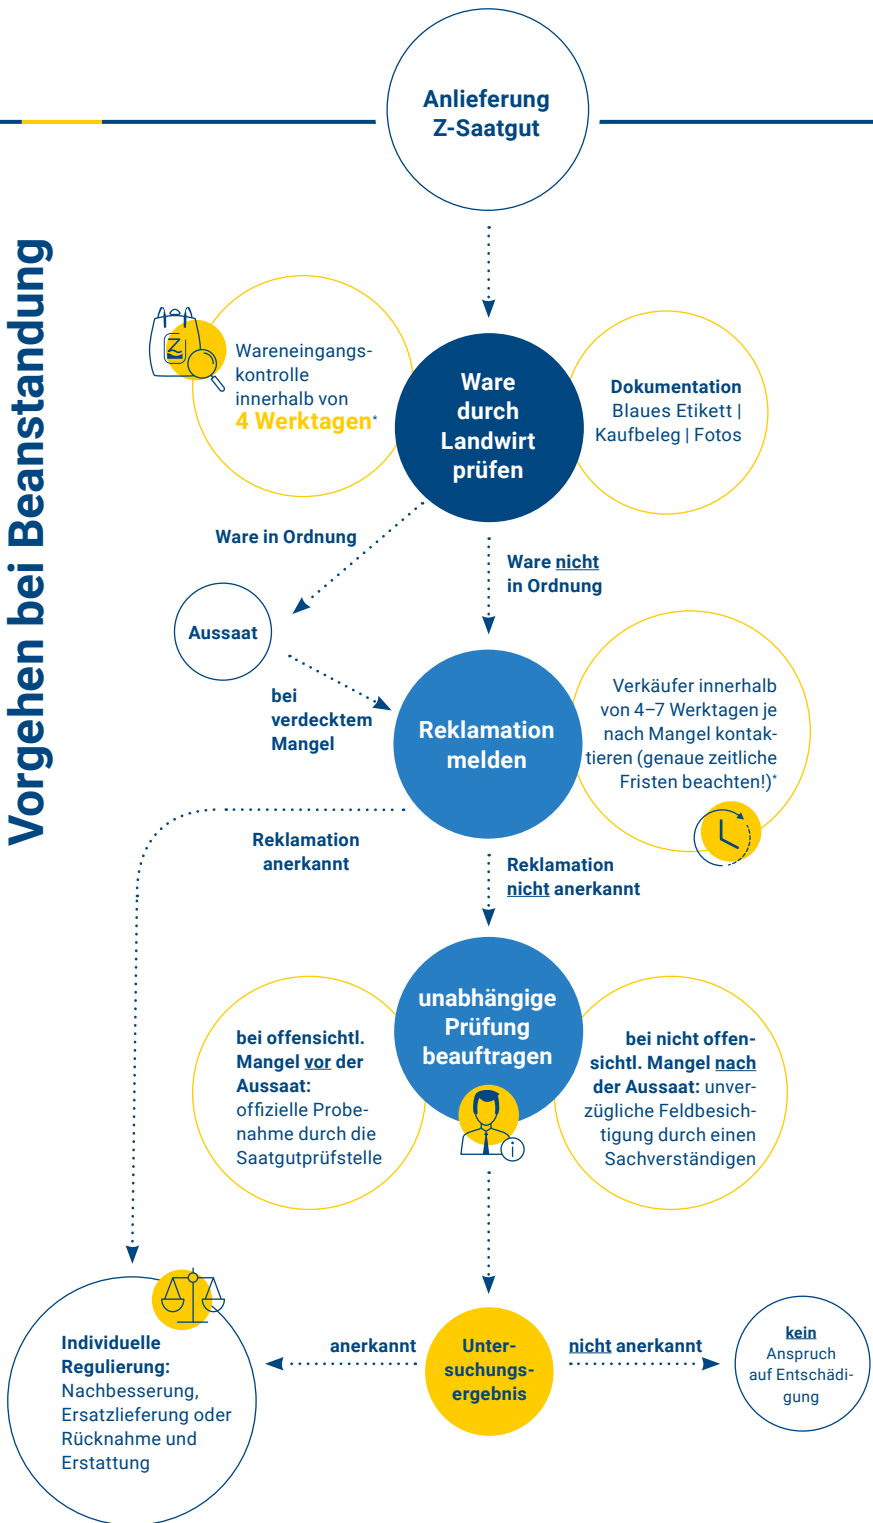 Vorgehen bei Beanstandung
Anlieferung
Z-Saatgut
Z
Wareneingangs-
kontrolle
innerhalb von
4 Werktagen*
Ware
durch
Landwirt
prüfen
Dokumentation
Blaues Etikett |
Kaufbeleg | Fotos
Ware in Ordnung
Ware nicht
in Ordnung
Aussaat
bei
verdecktem
Mangel
Reklamation
melden
Verkäufer innerhalb
von 4–7 Werktagen je
nach Mangel kontak-
tieren (genaue zeitliche
Fristen beachten!)*
Reklamation
anerkannt
Reklamation
nicht anerkannt
unabhängige
Prüfung
beauftragen
bei offensichtl.
Mangel vor der
Aussaat:
offizielle Probe-
nahme durch die
Saatgutprüfstelle
bei nicht offen-
sichtl. Mangel nach
der Aussaat: unver-
zügliche Feldbesich-
tigung durch einen
Sachverständigen
i
Individuelle
Regulierung:
Nachbesserung,
Ersatzlieferung oder
Rücknahme und
Erstattung
anerkannt
Unter-
suchungs-
ergebnis
nicht anerkannt
kein
Anspruch
auf Entschädi-
gung